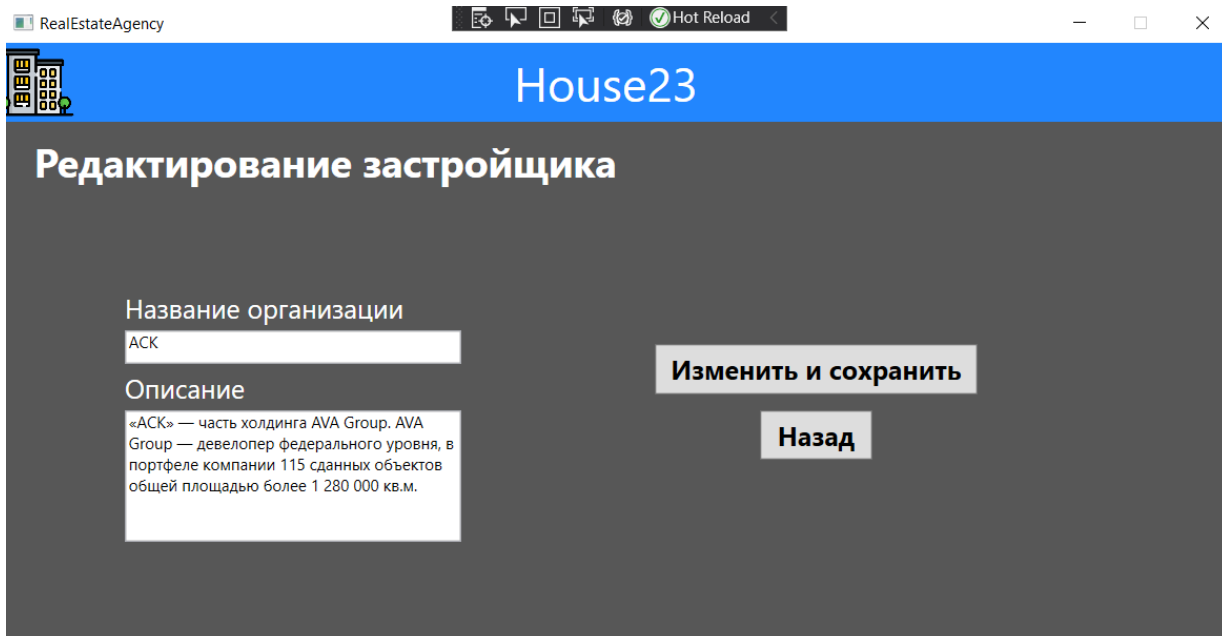 RealEstateAgency
Hot Reload
House23
Редактирование застройщика
Название организации
АСК
Описание
«АСК» — часть холдинга AVA Group. AVA
Group — девелопер федерального уровня, в
портфеле компании 115 сданных объектов
общей площадью более 1 280 000 кв.м.
Изменить и сохранить
Назад